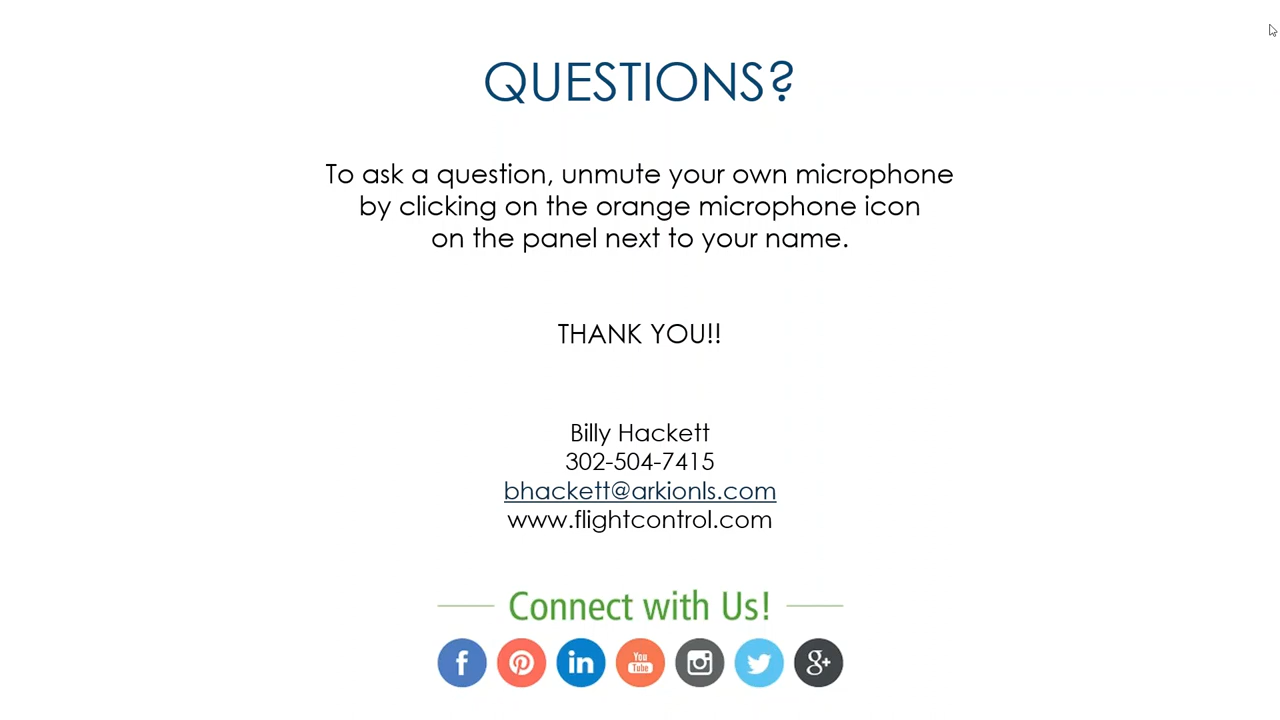 QUESTIONS?
To ask a question, unmute your own microphone
by clicking on the orange microphone icon
on the panel next to your name.
THANK YOU!!
Billy Hackett
302-504-7415
bhackett@arkionls.com
www.flightcontrol.com
Connect with Us!
f P in You Tube g+